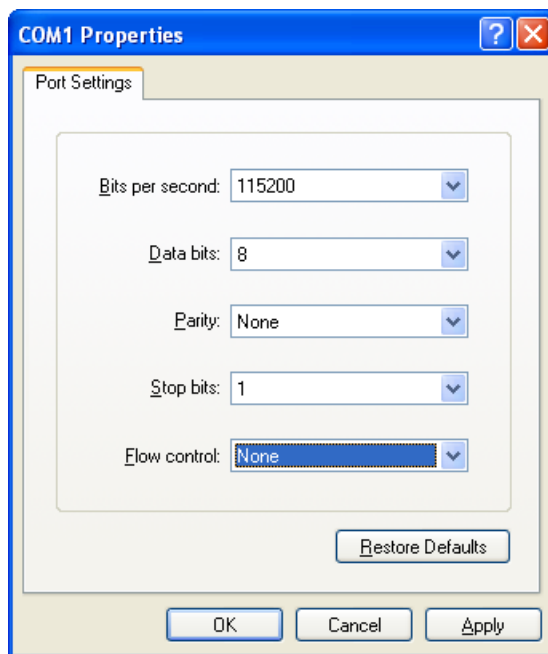 COM1 Properties
Port Settings
Bits per second: 115200
Data bits: 8
Parity: None
Stop bits: 1
Flow control: None
Restore Defaults
OK Cancel Apply